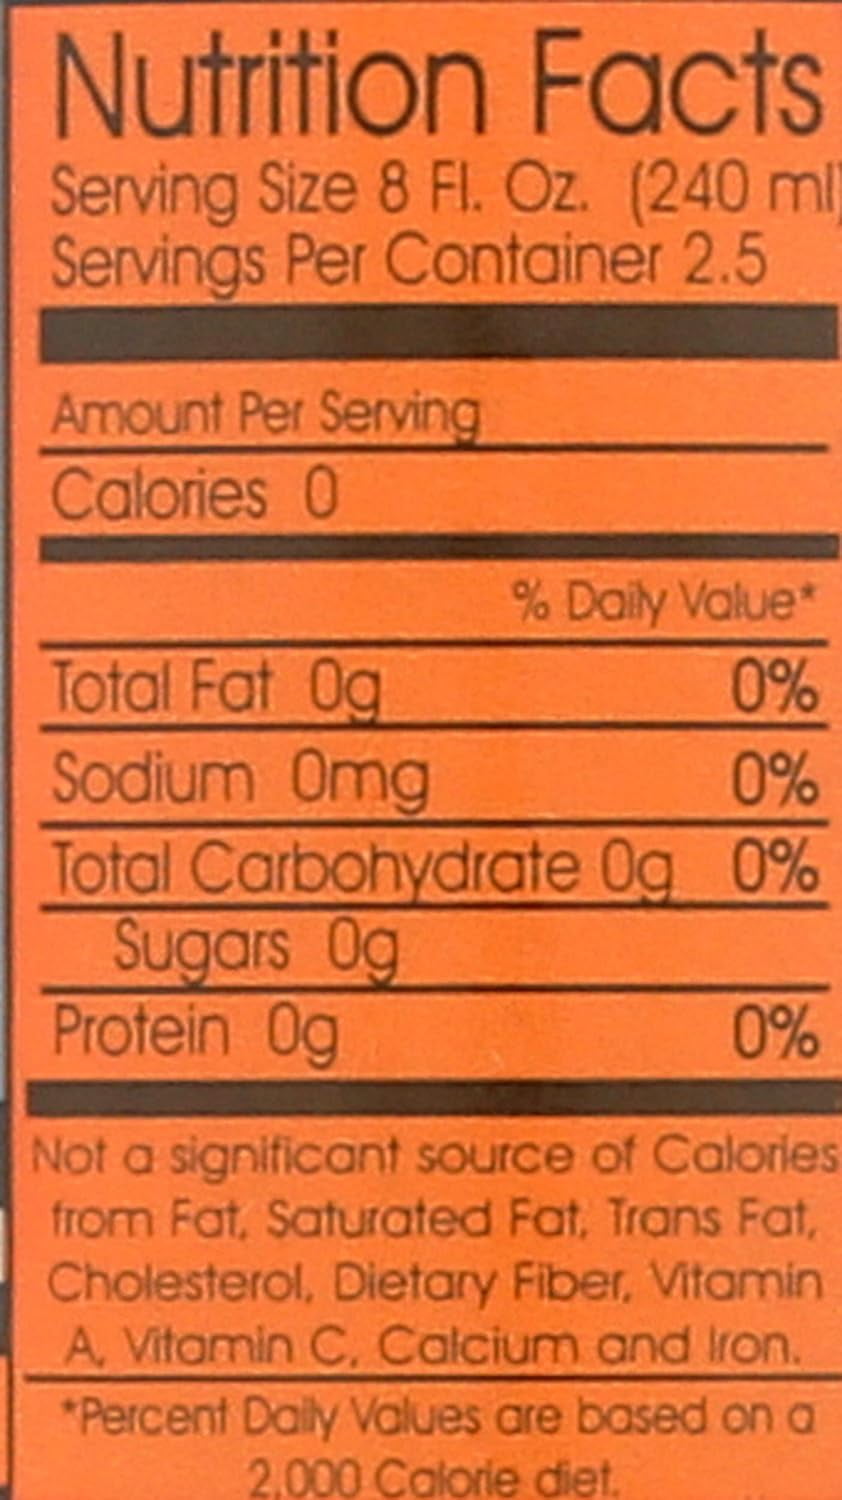 Nutrition Facts
Serving Size 8 Fl. Oz. (240 ml)
Servings Per Container 2.5
Amount Per Serving
Calories 0
% Daily Value*
Total Fat 0g 0%
Sodium 0mg 0%
Total Carbohydrate 0g 0%
Sugars 0g
Protein 0g 0%
Not a significant source of Calories
from Fat, Saturated Fat, Trans Fat,
Cholesterol, Dietary Fiber, Vitamin
A, Vitamin C, Calcium and Iron.
*Percent Daily Values are based on a
2,000 Calorie diet.